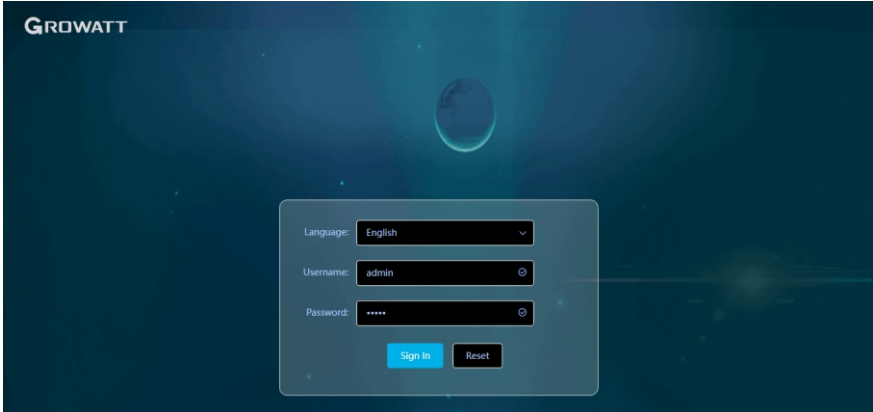 GROWATT
Language: English
Username: admin
Password: •••••
Sign In Reset